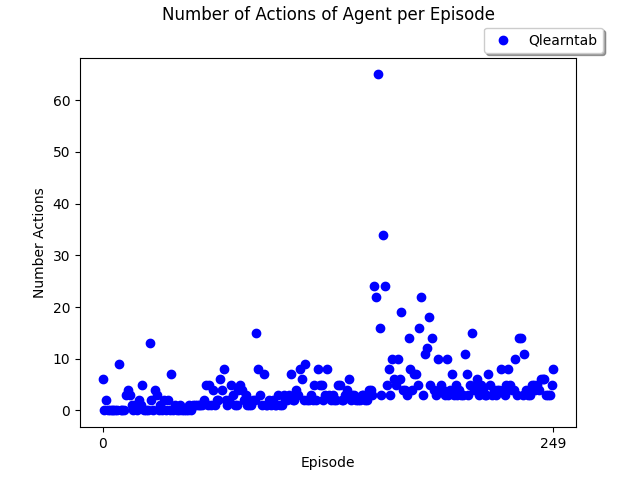 Number of Actions of Agent per Episode
Qlearntab
Number Actions
60
50
40
30
20
10
0
0
249
Episode